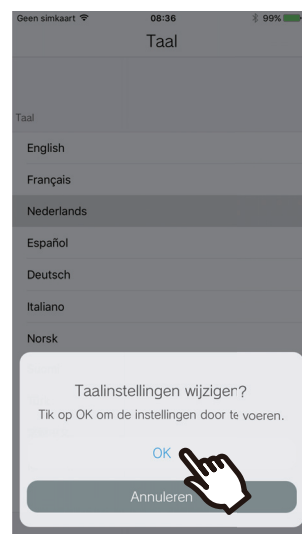 Geen simkaart 08:36 99%
Taal
Taal
English
Français
Nederlands
Español
Deutsch
Italiano
Norsk
Taalinstellingen wijzigen?
Tik op OK om de instellingen door te voeren.
OK
Annuleren